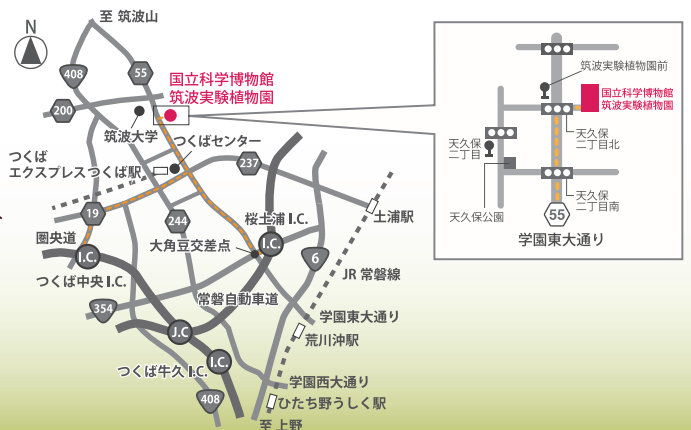 至 筑波山
N
408
55
国立科学博物館
筑波実験植物園
200
筑波大学
つくばセンター
つくば
エクスプレスつくば駅
237
19
244
桜土浦 I.C.
土浦駅
圏央道
大角豆交差点
I.C.
I.C.
6
つくば中央 I.C.
JR 常磐線
常磐自動車道
354
学園東大通り
J.C
荒川沖駅
I.C.
つくば牛久 I.C.
学園西大通り
408
ひたち野うしく駅
至 上野
筑波実験植物園前
国立科学博物館
筑波実験植物園
天久保
二丁目
天久保
二丁目北
天久保公園
天久保
二丁目南
55
学園東大通り